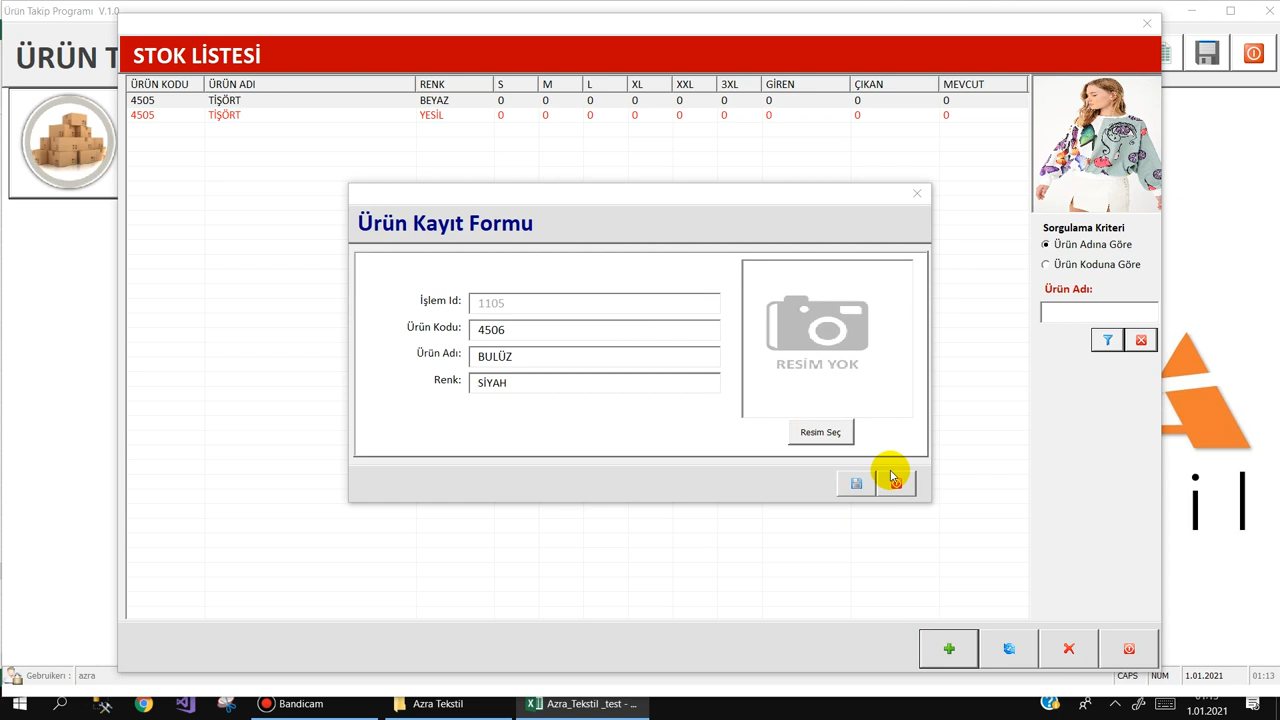 Ürün Takip Programı V.1.0
ÜRÜN T
STOK LİSTESİ
ÜRÜN KODU ÜRÜN ADI RENK S M L XL XXL 3XL GİREN ÇIKAN MEVCUT
4505 TİŞÖRT BEYAZ 0 0 0 0 0 0 0 0 0
4505 TİŞÖRT YESİL 0 0 0 0 0 0 0 0 0
Ürün Kayıt Formu
İşlem Id: 1105
Ürün Kodu: 4506
Ürün Adı: BULÜZ
Renk: SİYAH
RESİM YOK
Resim Seç
Sorgulama Kriteri
Ürün Adına Göre
Ürün Koduna Göre
Ürün Adı:
i l
Gebruikerı : azra
CAPS NUM 1.01.2021 01:13
Bandicam
Azra Tekstil
Azra_Tekstil _test - ...
01:13
1.01.2021